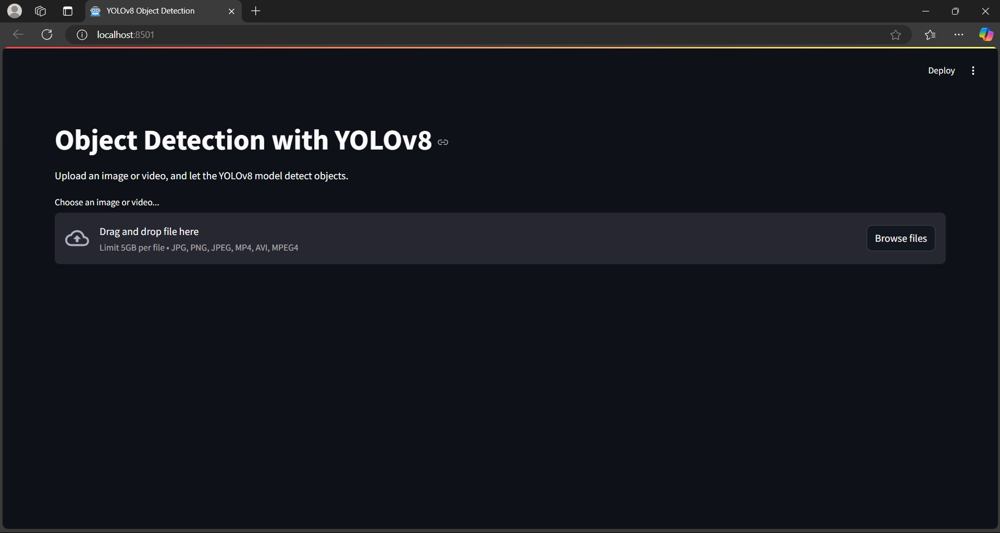 YOLOv8 Object Detection
localhost:8501
Deploy
Object Detection with YOLOv8
Upload an image or video, and let the YOLOv8 model detect objects.
Choose an image or video...
Drag and drop file here
Limit 5GB per file • JPG, PNG, JPEG, MP4, AVI, MPEG4
Browse files